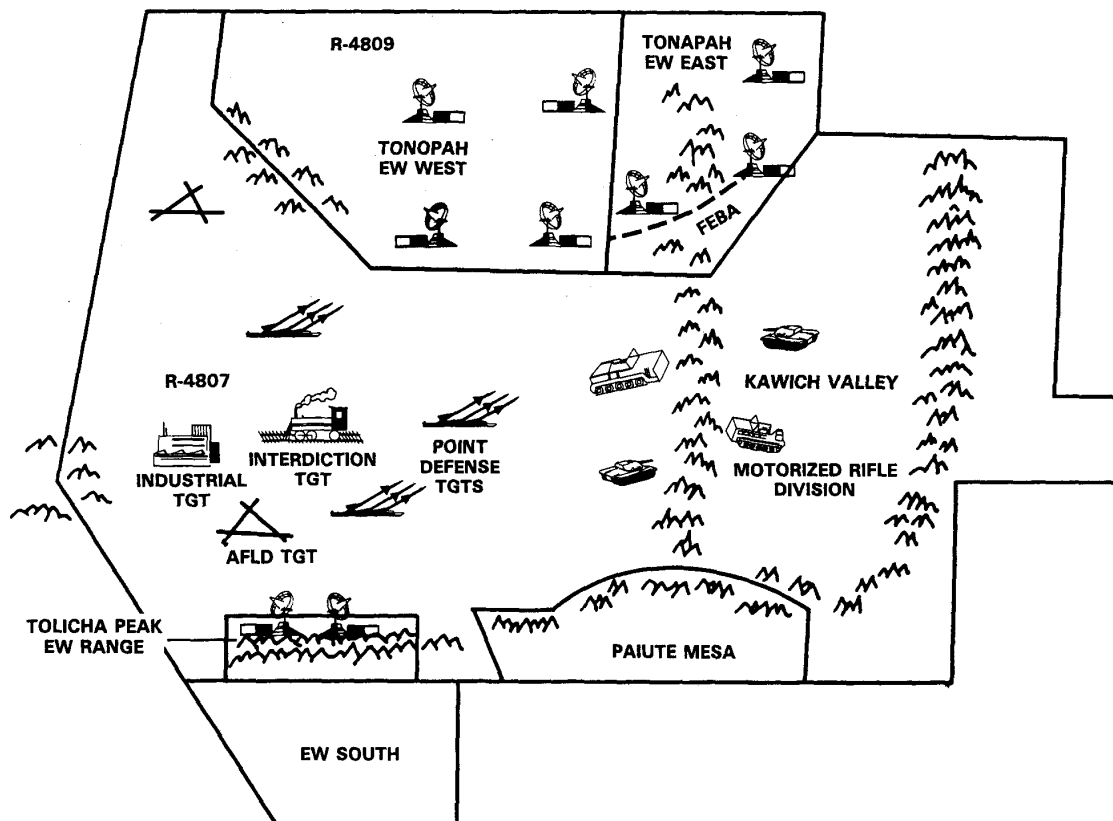 R-4809
TONAPAH
EW EAST
TONOPAH
EW WEST
FEBA
R-4807
KAWICH VALLEY
INDUSTRIAL
TGT
INTERDICTION
TGT
POINT
DEFENSE
TGTS
MOTORIZED RIFLE
DIVISION
AFLD TGT
TOLICHA PEAK
EW RANGE
PAIUTE MESA
EW SOUTH